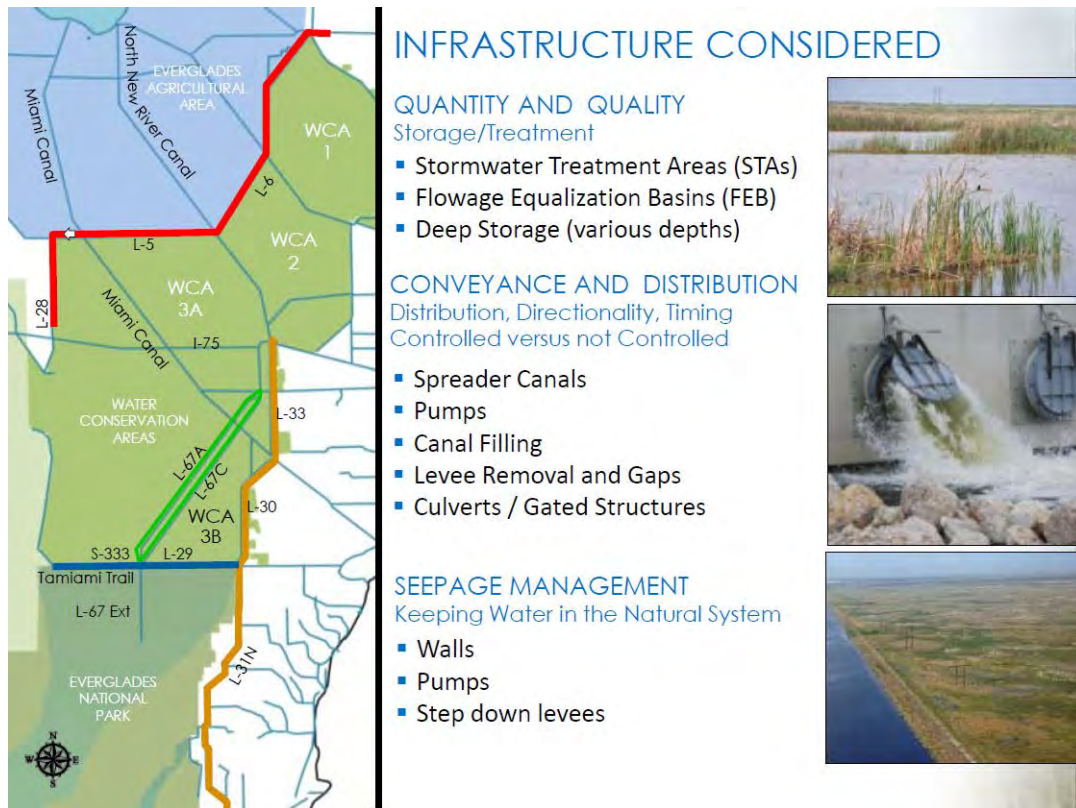 North New River Canal
EVERGLADES
AGRICULTURAL
AREA
Miami Canal
WCA
1
L-6
WCA
2
L-5
WCA
3A
L-28
Miami Canal
I-75
WATER
CONSERVATION
AREAS
L-33
L-67A
L-67C
L-30
WCA
3B
S-333
L-29
Tamiami Trail
L-67 Ext
L-31N
EVERGLADES
NATIONAL
PARK
N
W
E
S
INFRASTRUCTURE CONSIDERED
QUANTITY AND QUALITY
Storage/Treatment
▪ Stormwater Treatment Areas (STAs)
▪ Flowage Equalization Basins (FEB)
▪ Deep Storage (various depths)
CONVEYANCE AND DISTRIBUTION
Distribution, Directionality, Timing
Controlled versus not Controlled
▪ Spreader Canals
▪ Pumps
▪ Canal Filling
▪ Levee Removal and Gaps
▪ Culverts / Gated Structures
SEEPAGE MANAGEMENT
Keeping Water in the Natural System
▪ Walls
▪ Pumps
▪ Step down levees